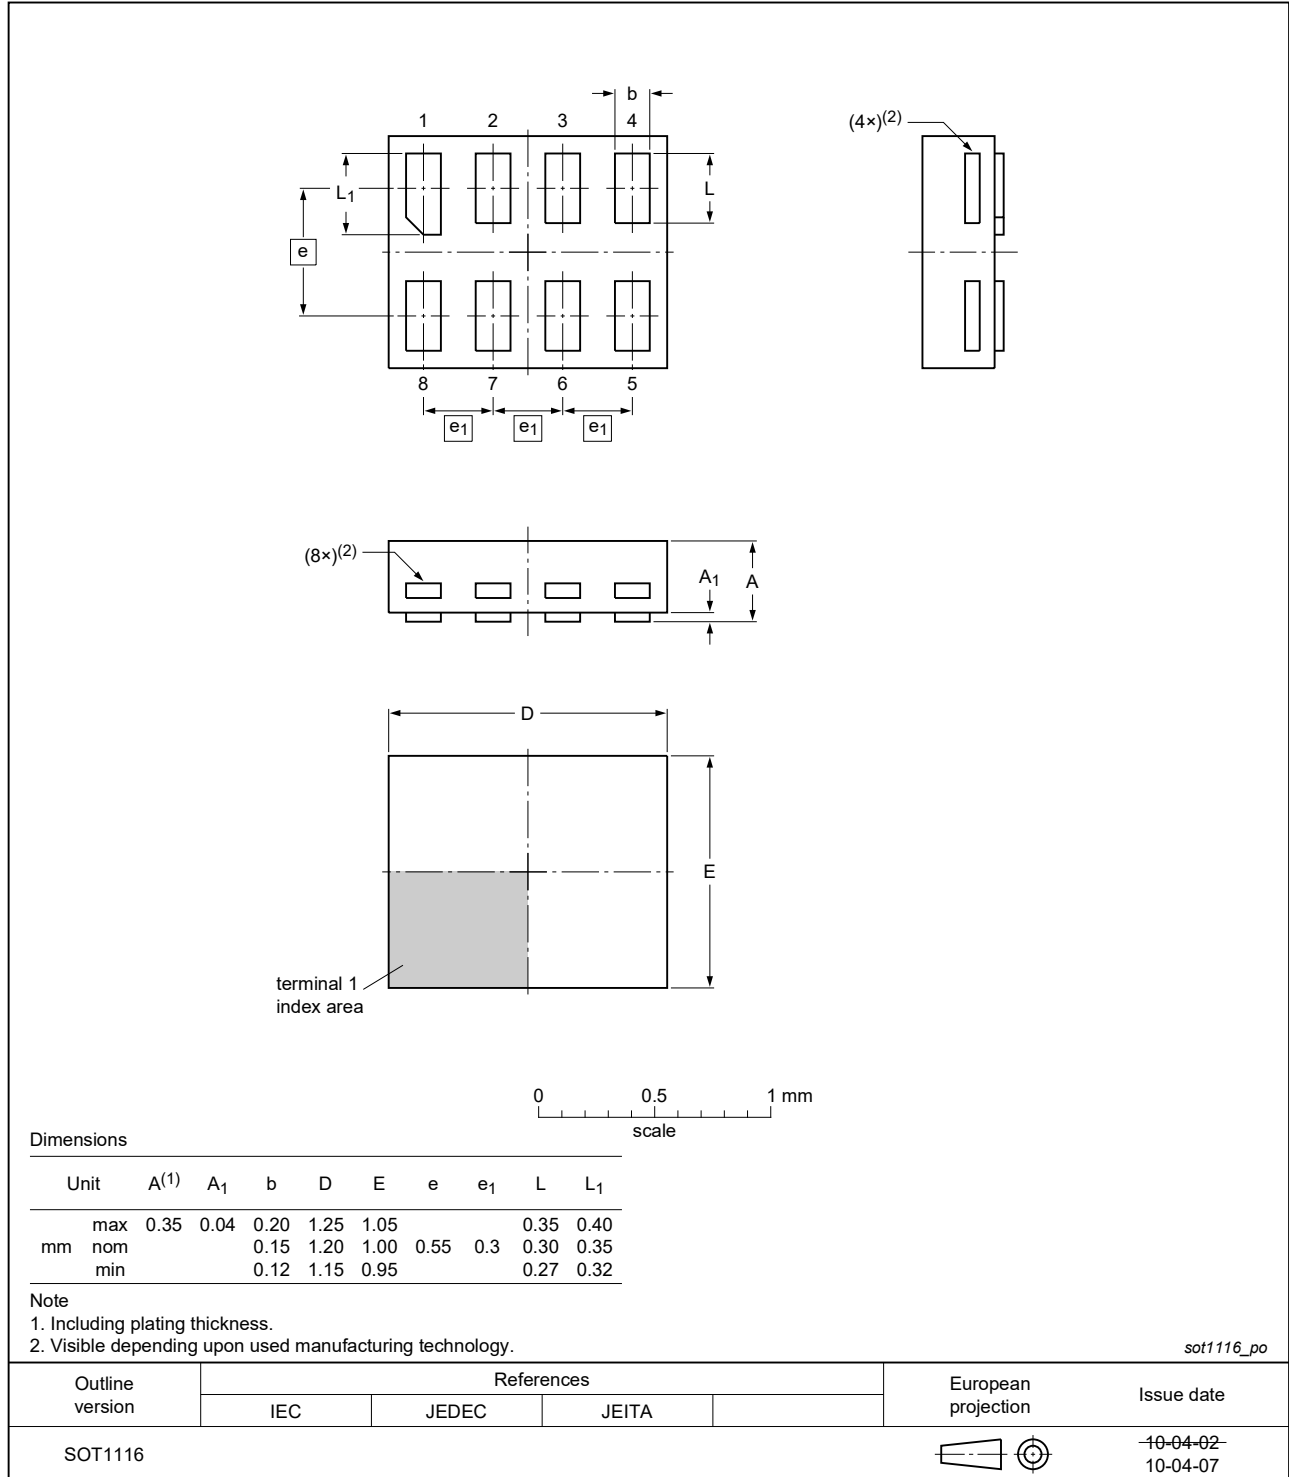 b
1 2 3 4
(4×)(2)
L1
L
e
8 7 6 5
e1 e1 e1
(8×)(2)
A1 A
D
E
terminal 1
index area
0 0.5 1 mm
scale
Dimensions
Unit A(1) A1 b D E e e1 L L1
max 0.35 0.04 0.20 1.25 1.05 0.35 0.40
mm nom 0.15 1.20 1.00 0.55 0.3 0.30 0.35
min 0.12 1.15 0.95 0.27 0.32
Note
1. Including plating thickness.
2. Visible depending upon used manufacturing technology.
sot1116_po
Outline
version
References
IEC JEDEC JEITA
European
projection
Issue date
SOT1116
10-04-02
10-04-07